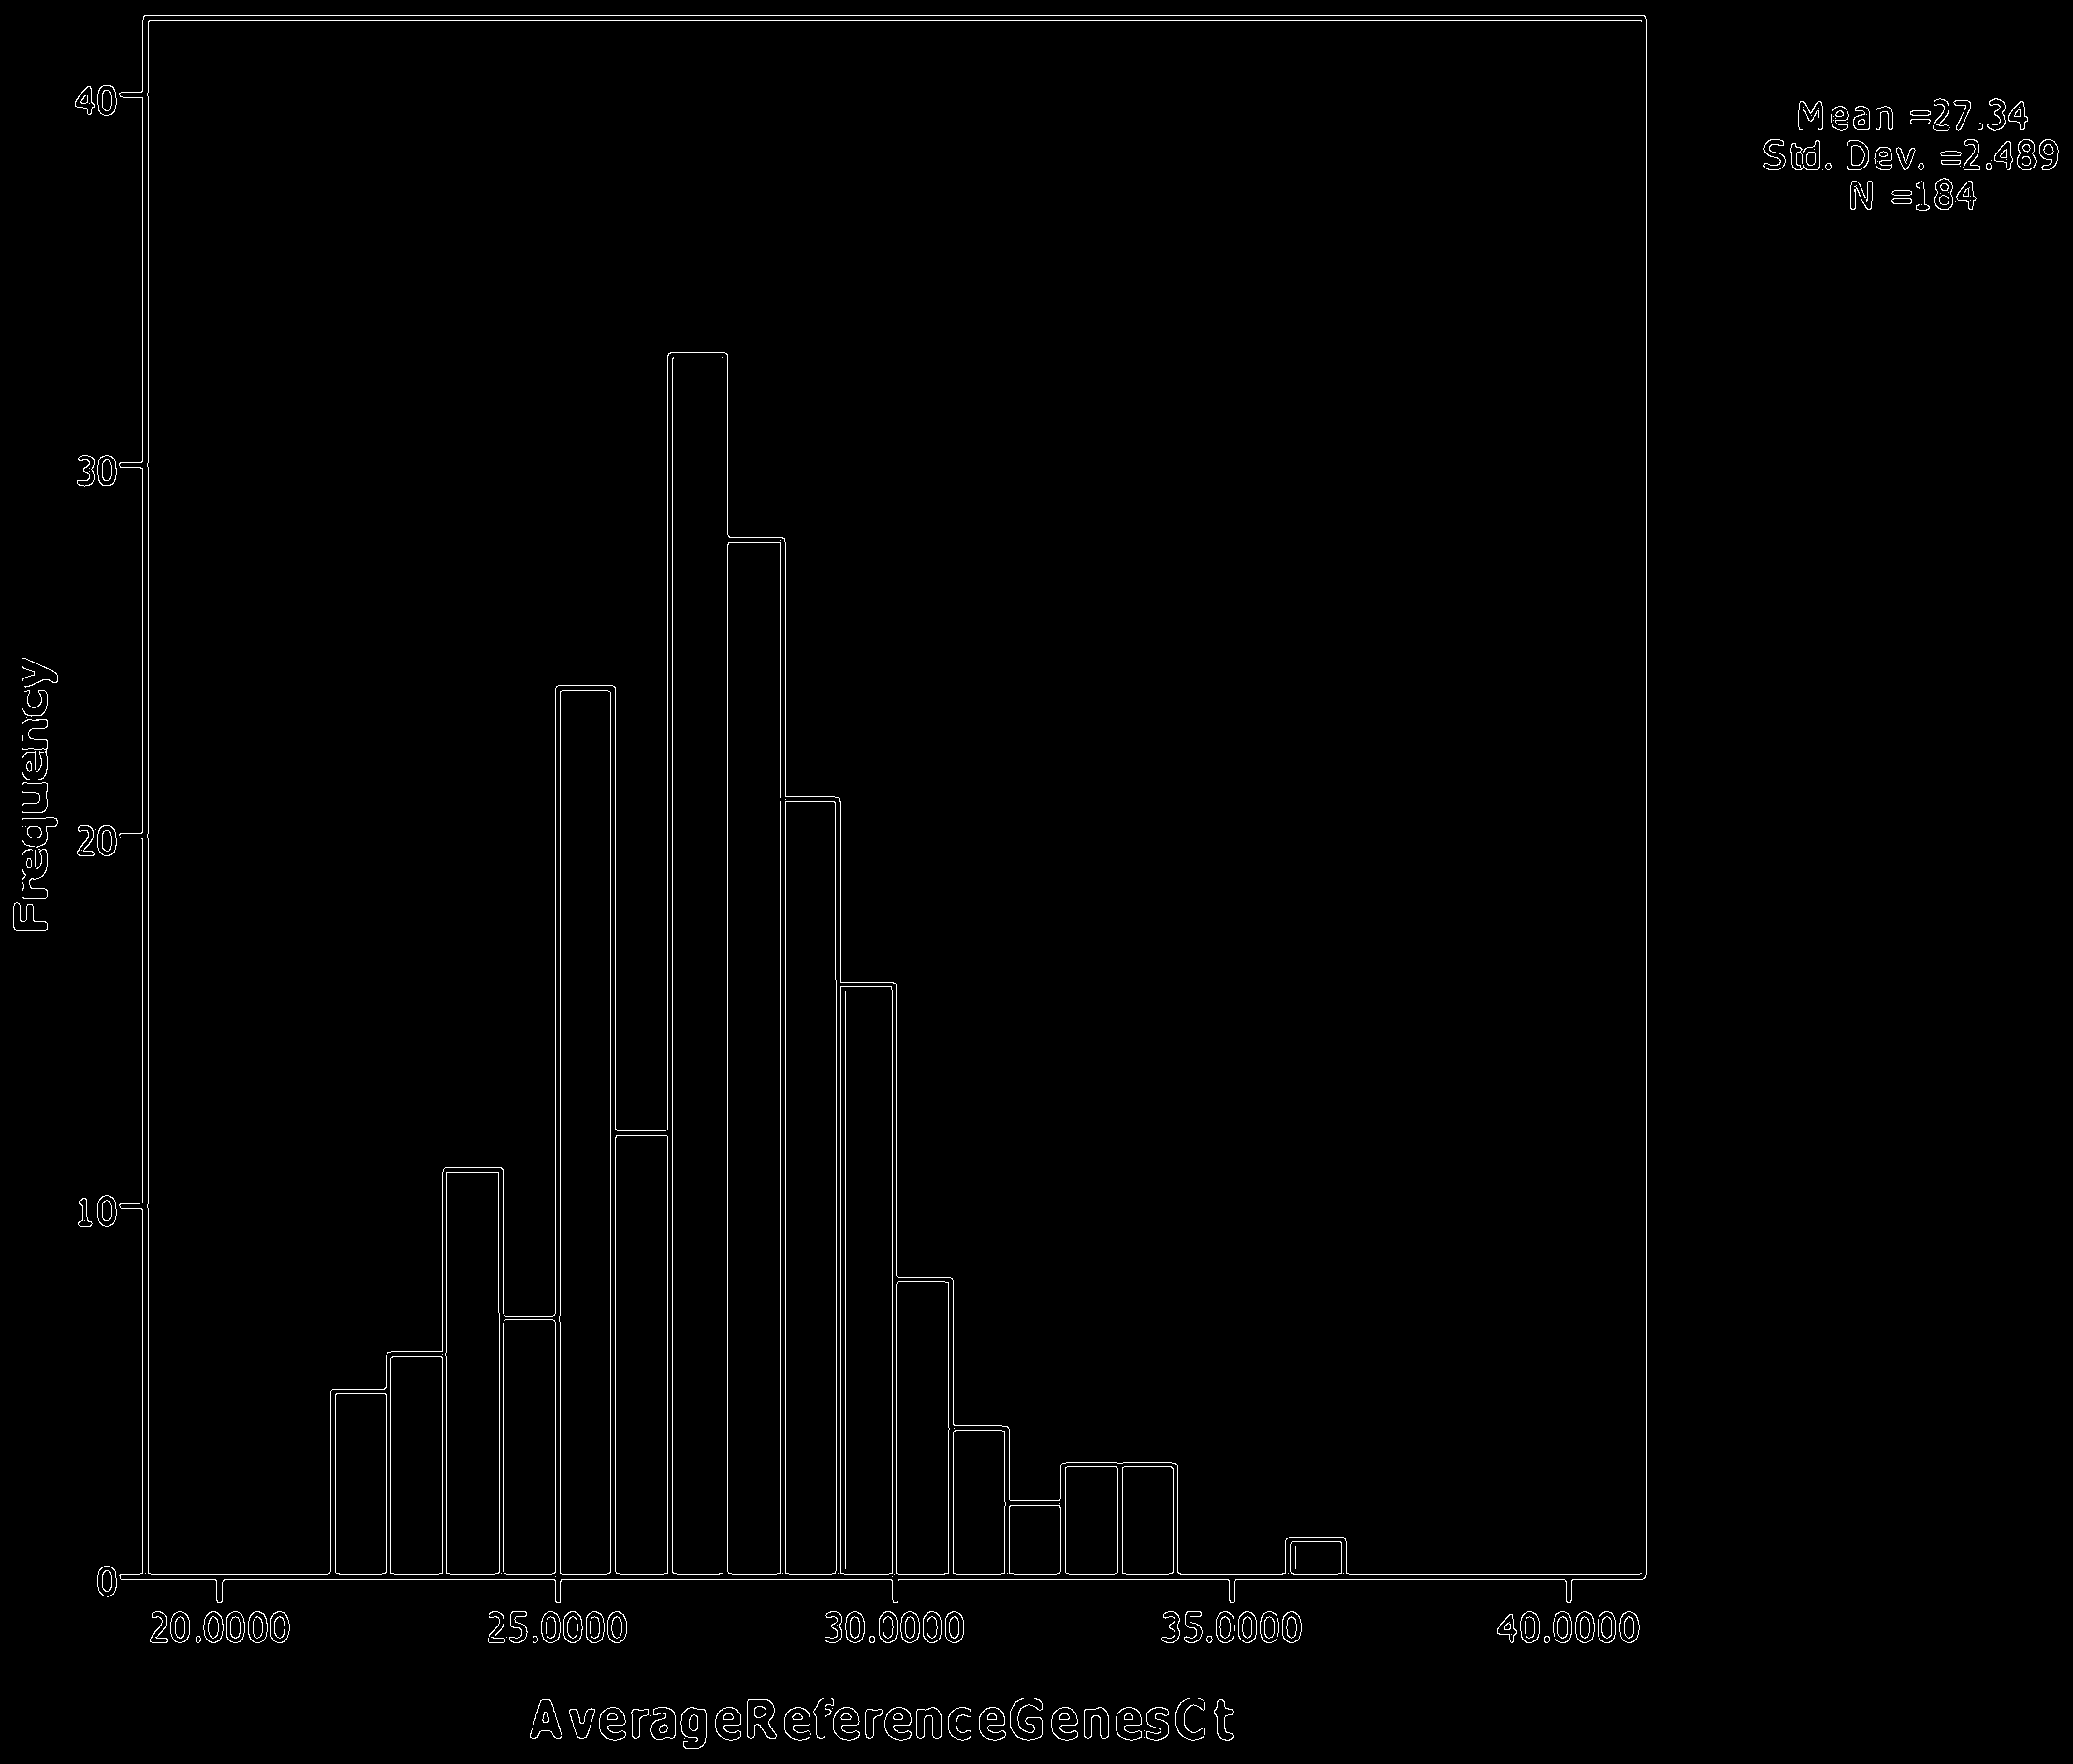 Mean =27.34
Std. Dev. =2.489
N =184
Frequency
40
30
20
10
0
20.0000 25.0000 30.0000 35.0000 40.0000
AverageReferenceGenesCt